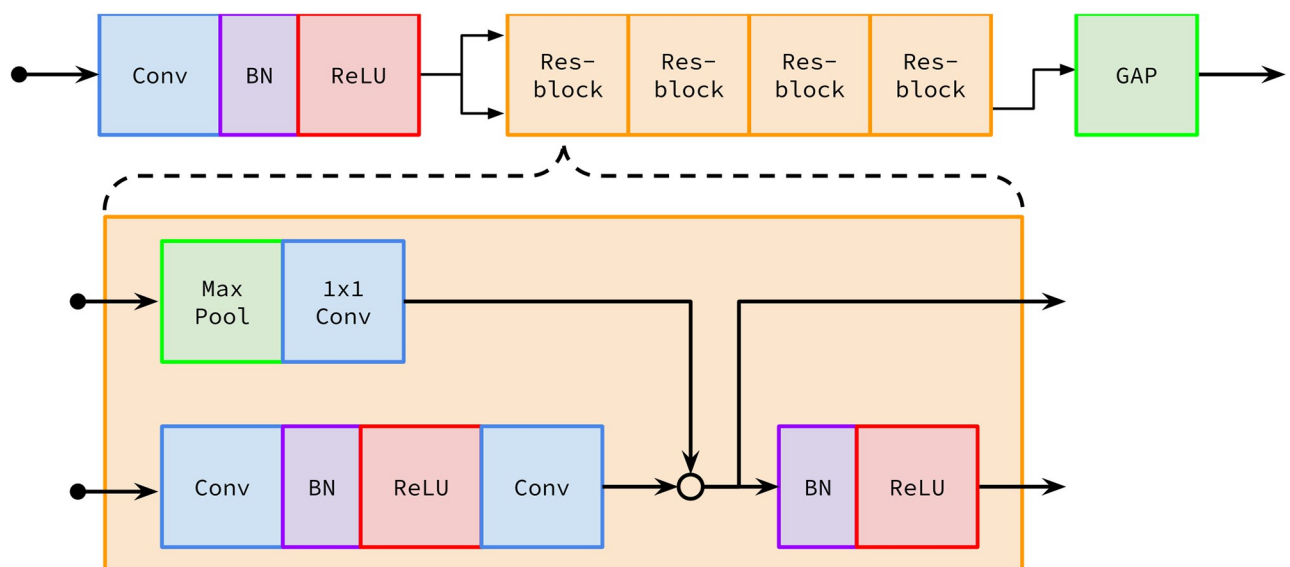 Conv BN ReLU
Res-
block
Res-
block
Res-
block
Res-
block
GAP
Max
Pool
1x1
Conv
Conv BN ReLU Conv
BN ReLU